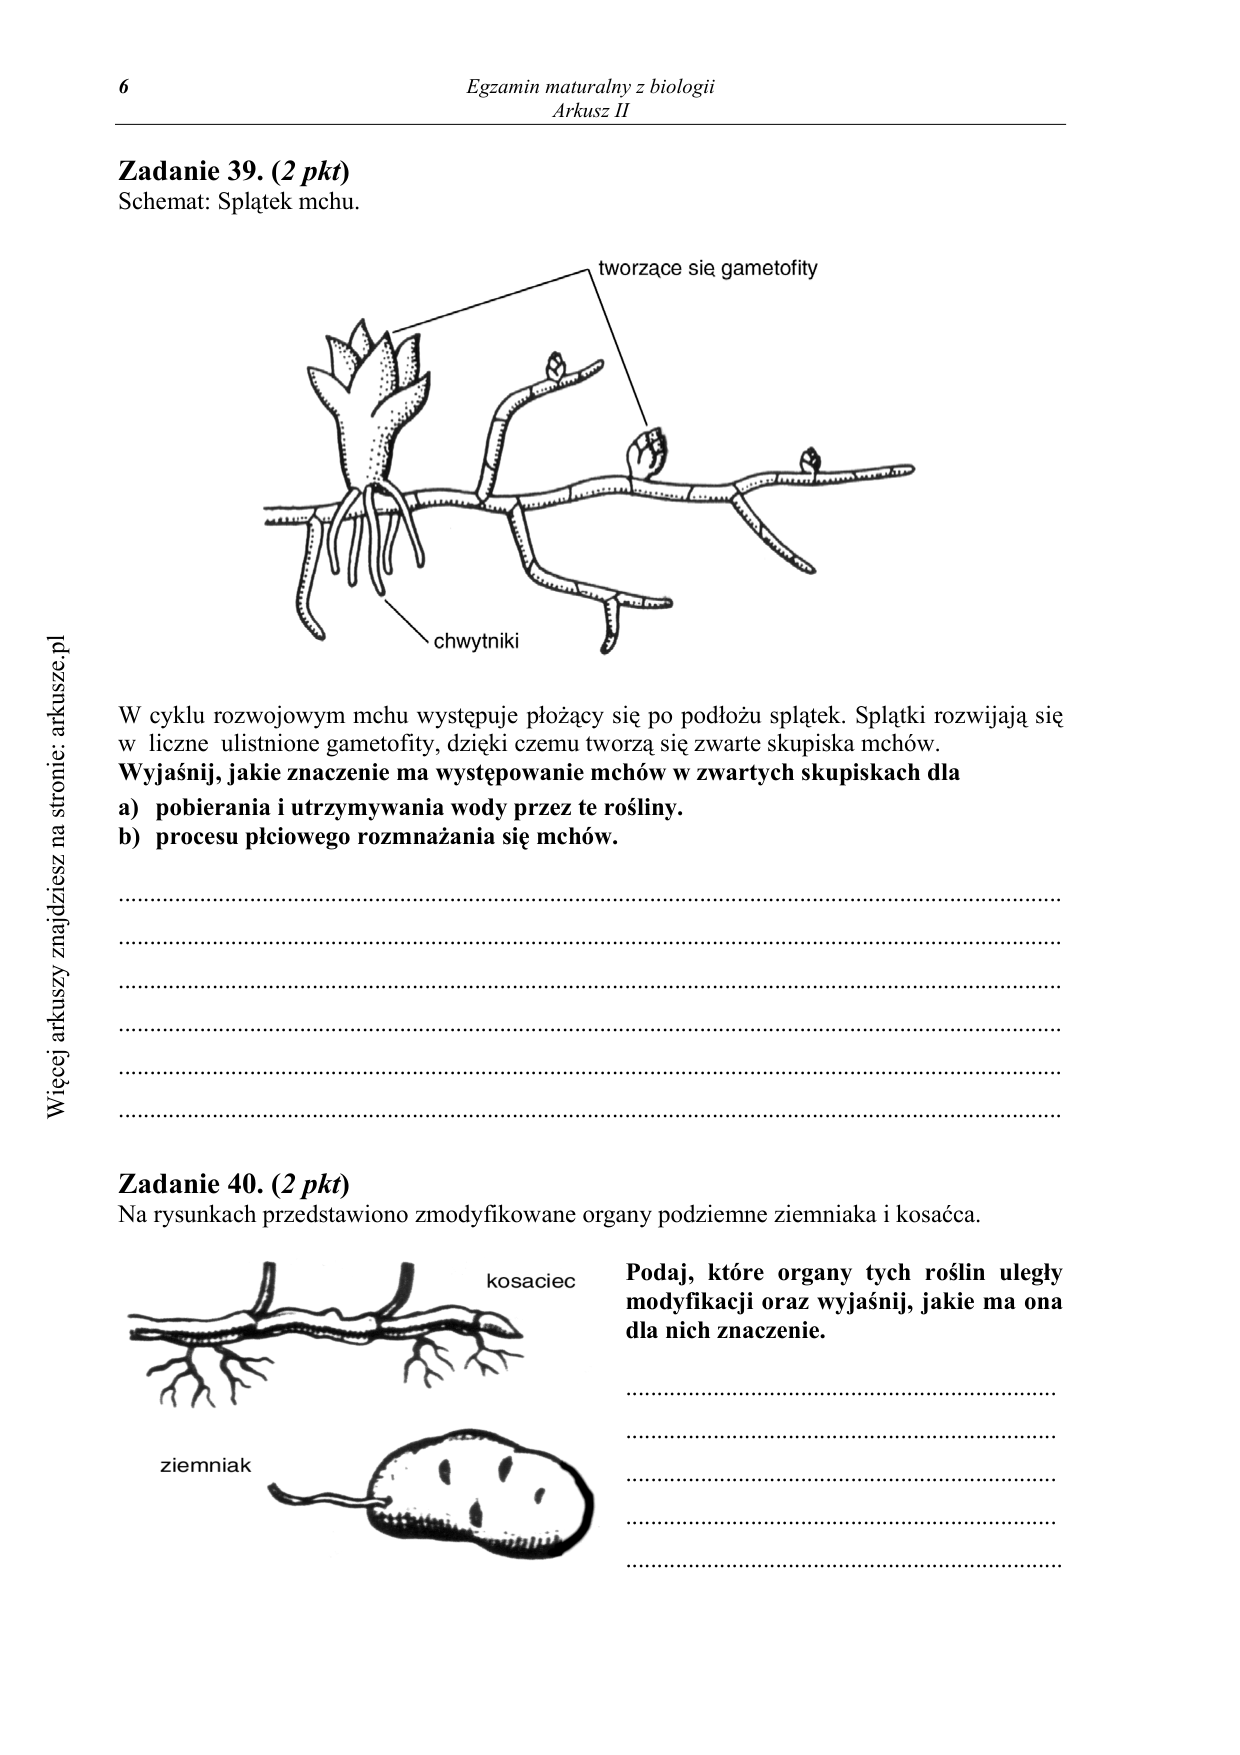 6
Egzamin maturalny z biologii
Arkusz II
Zadanie 39. (2 pkt)
Schemat: Splątek mchu.
tworzące się gametofity
chwytniki
W cyklu rozwojowym mchu występuje płożący się po podłożu splątek. Splątki rozwijają się
w liczne ulistnione gametofity, dzięki czemu tworzą się zwarte skupiska mchów.
Wyjaśnij, jakie znaczenie ma występowanie mchów w zwartych skupiskach dla
a) pobierania i utrzymywania wody przez te rośliny.
b) procesu płciowego rozmnażania się mchów.
Zadanie 40. (2 pkt)
Na rysunkach przedstawiono zmodyfikowane organy podziemne ziemniaka i kosaćca.
kosaciec
ziemniak
Podaj, które organy tych roślin uległy
modyfikacji oraz wyjaśnij, jakie ma ona
dla nich znaczenie.
Więcej arkuszy znajdziesz na stronie: arkusze.pl